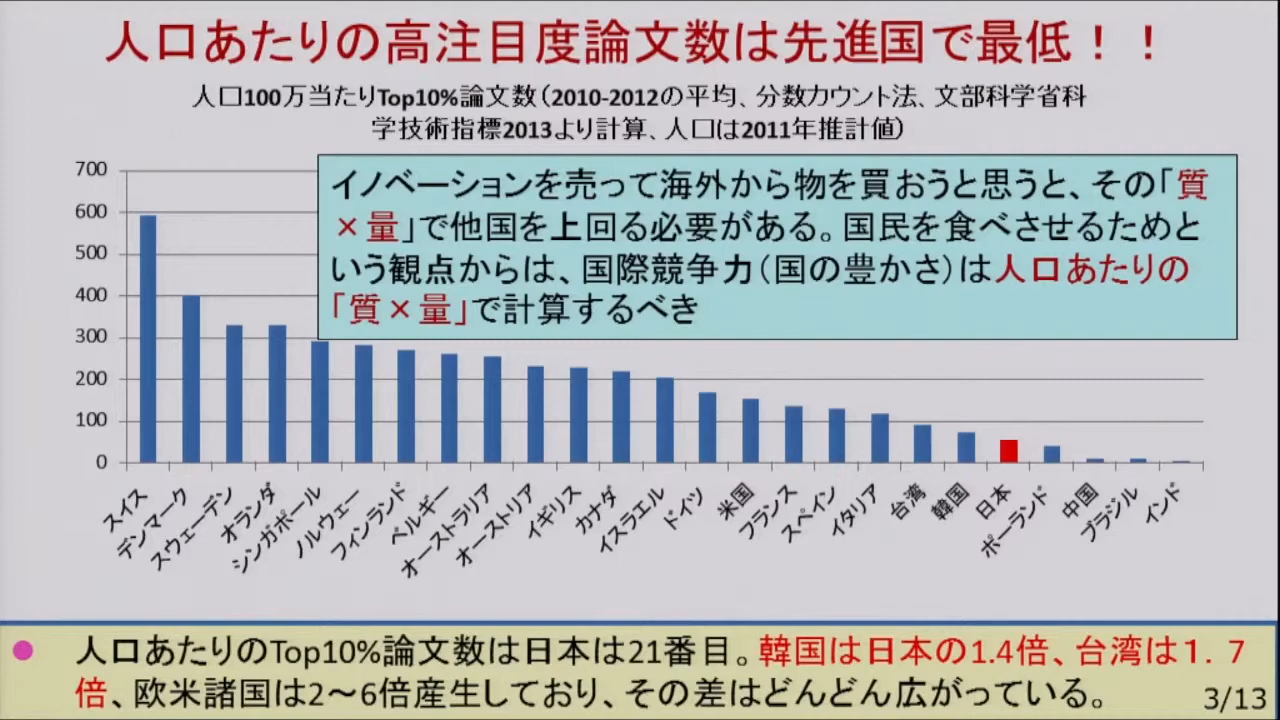 人口あたりの高注目度論文数は先進国で最低！！
人口100万当たりTop10%論文数（2010-2012の平均、分数カウント法、文部科学省科
学技術指標2013より計算、人口は2011年推計値）
イノベーションを売って海外から物を買おうと思うと、その「質
×量」で他国を上回る必要がある。国民を食べさせるためと
いう観点からは、国際競争力（国の豊かさ）は人口あたりの
「質×量」で計算するべき
700
600
500
400
300
200
100
0
スイス
デンマーク
スウェーデン
オランダ
シンガポール
ノルウェー
フィンランド
ベルギー
オーストラリア
オーストリア
イギリス
カナダ
イスラエル
ドイツ
米国
フランス
スペイン
イタリア
台湾
韓国
日本
ポーランド
中国
ブラジル
インド
● 人口あたりのTop10%論文数は日本は21番目。韓国は日本の1.4倍、台湾は１．７
倍、欧米諸国は2～6倍産生しており、その差はどんどん広がっている。
3/13